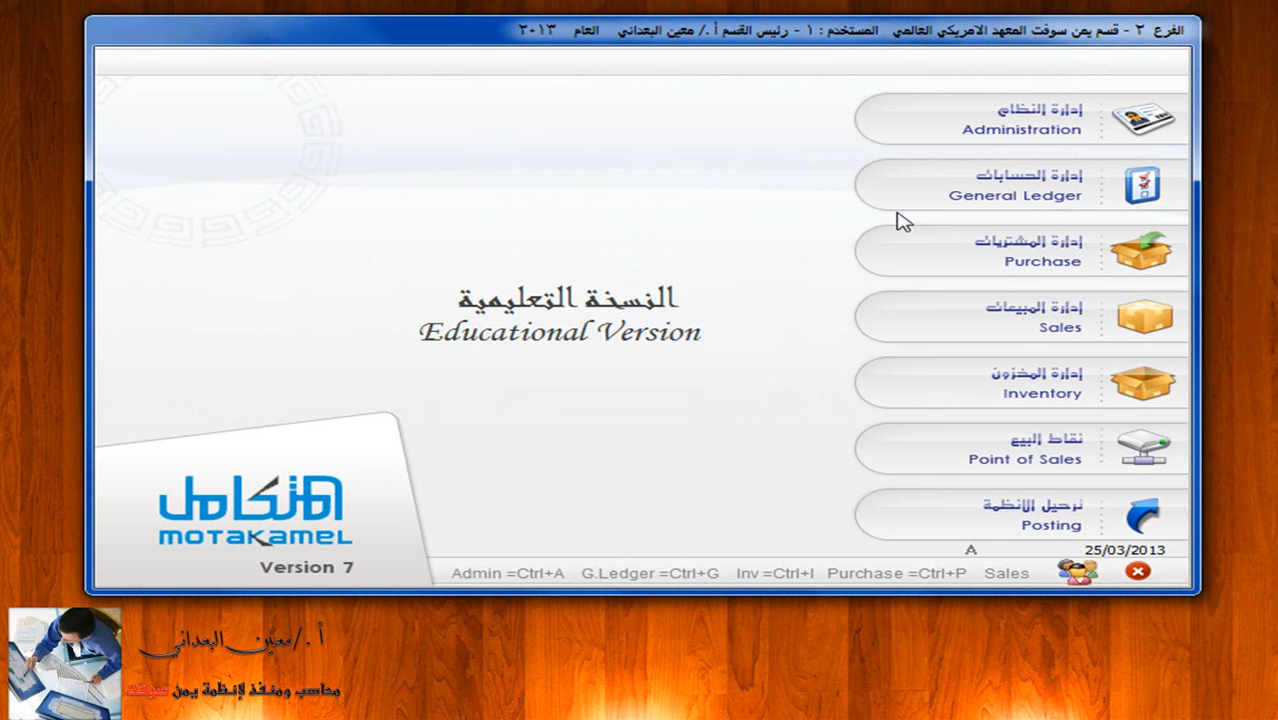 الفرع ٢ - قسم يمن سوفت المعهد الامريكي العالمي المستخدم : ١ - رئيس القسم أ ./ معين البعداني العام ٢٠١٣
إدارة النظام
Administration
إدارة الحسابات
General Ledger
إدارة المشتريات
Purchase
إدارة المبيعات
Sales
إدارة المخزون
Inventory
نقاط البيع
Point of Sales
ترحيل الانظمة
Posting
النسخة التعليمية
Educational Version
المتكامل
MOTAKAMEL
Version 7
A 25/03/2013
Admin =Ctrl+A G.Ledger =Ctrl+G Inv =Ctrl+I Purchase =Ctrl+P Sales
أ ./معين البعداني
محاسب ومنفذ لإنظمة يمن سوفت